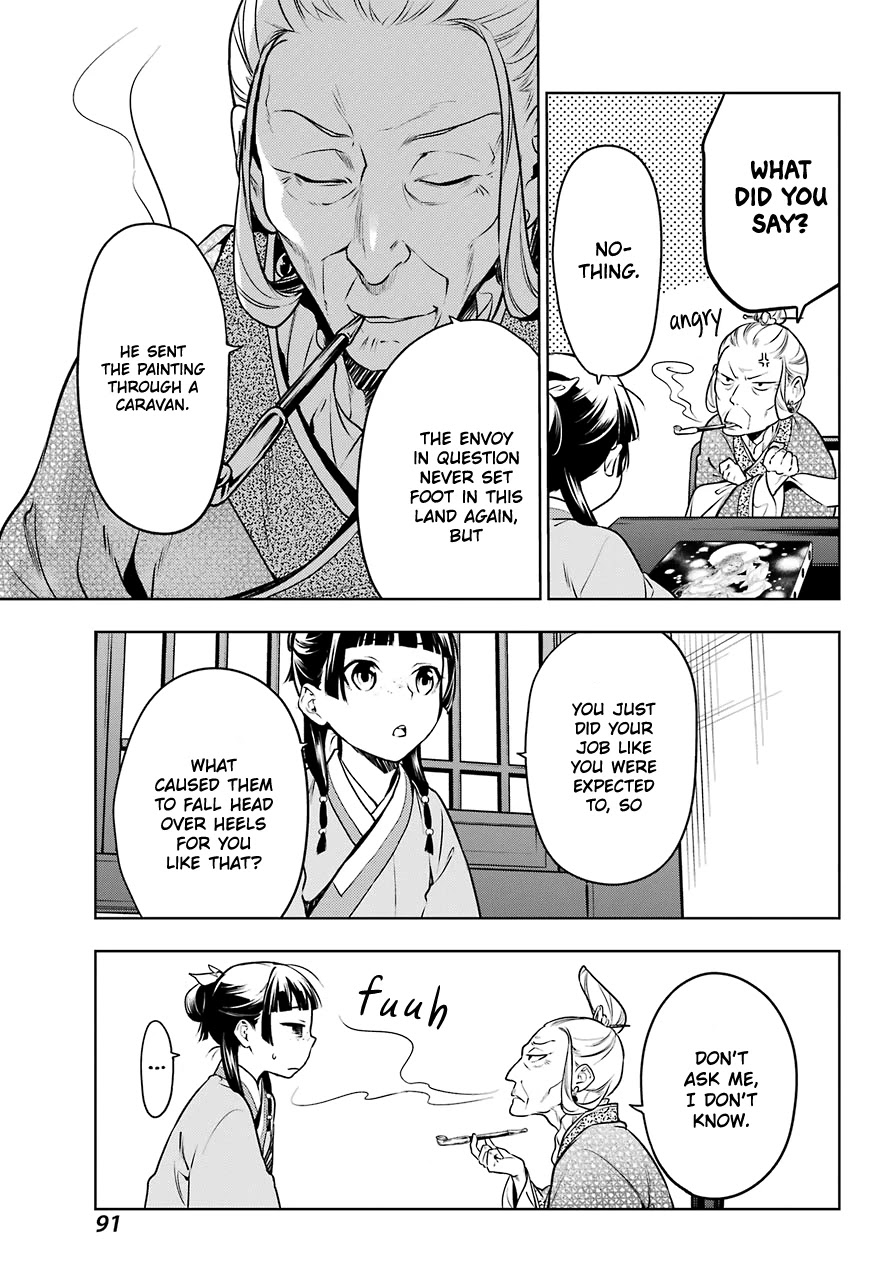 WHAT
DID YOU
SAY?
NO-
THING.
angry
THE ENVOY
IN QUESTION
NEVER SET
FOOT IN THIS
LAND AGAIN,
BUT
HE SENT
THE PAINTING
THROUGH A
CARAVAN.
YOU JUST
DID YOUR
JOB LIKE
YOU WERE
EXPECTED
TO, SO
WHAT
CAUSED THEM
TO FALL HEAD
OVER HEELS
FOR YOU
LIKE THAT?
DON'T
ASK ME,
I DON'T
KNOW.
fuuh
...
91